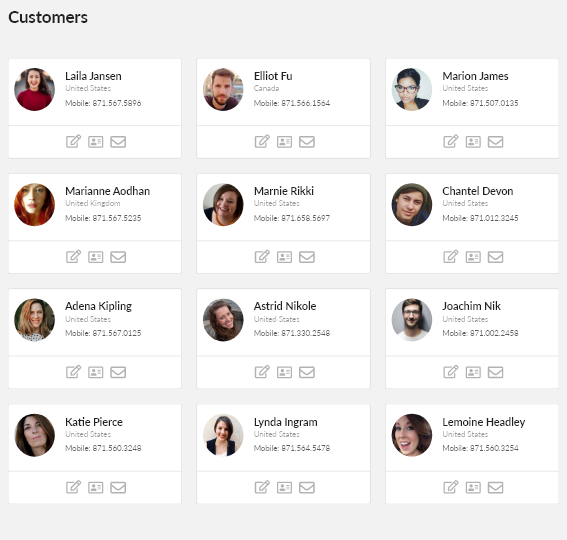 Customers
Laila Jansen
United States
Mobile: 871.567.5896
Elliot Fu
Canada
Mobile: 871.566.1564
Marion James
United States
Mobile: 871.507.0135
Marianne Aodhan
United Kingdom
Mobile: 871.567.5235
Marnie Rikki
United States
Mobile: 871.658.5697
Chantel Devon
United States
Mobile: 871.012.3245
Adena Kipling
United States
Mobile: 871.567.0125
Astrid Nikole
United States
Mobile: 871.330.2548
Joachim Nik
United States
Mobile: 871.002.2458
Katie Pierce
United States
Mobile: 871.560.3248
Lynda Ingram
United States
Mobile: 871.564.5478
Lemoine Headley
United States
Mobile: 871.560.3254